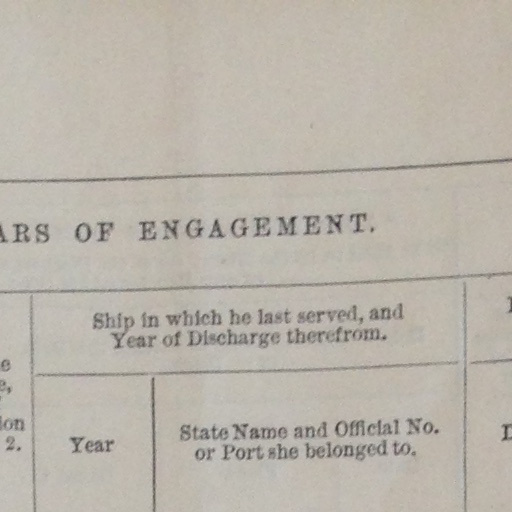 ARS OF ENGAGEMENT.
Ship in which he last served, and
Year of Discharge therefrom.
e
e,
ion
2.
Year
State Name and Official No.
or Port she belonged to.